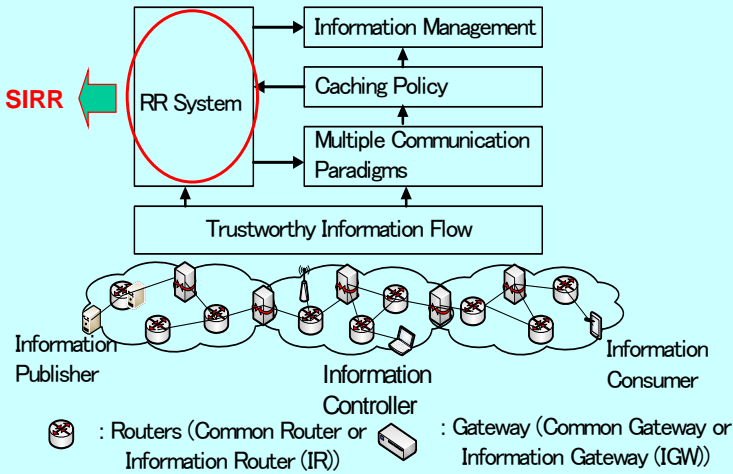 Information Management
SIRR
RR System
Caching Policy
Multiple Communication
Paradigms
Trustworthy Information Flow
Information
Publisher
Information
Controller
Information
Consumer
: Routers (Common Router or
Information Router (IR))
: Gateway (Common Gateway or
Information Gateway (IGW))